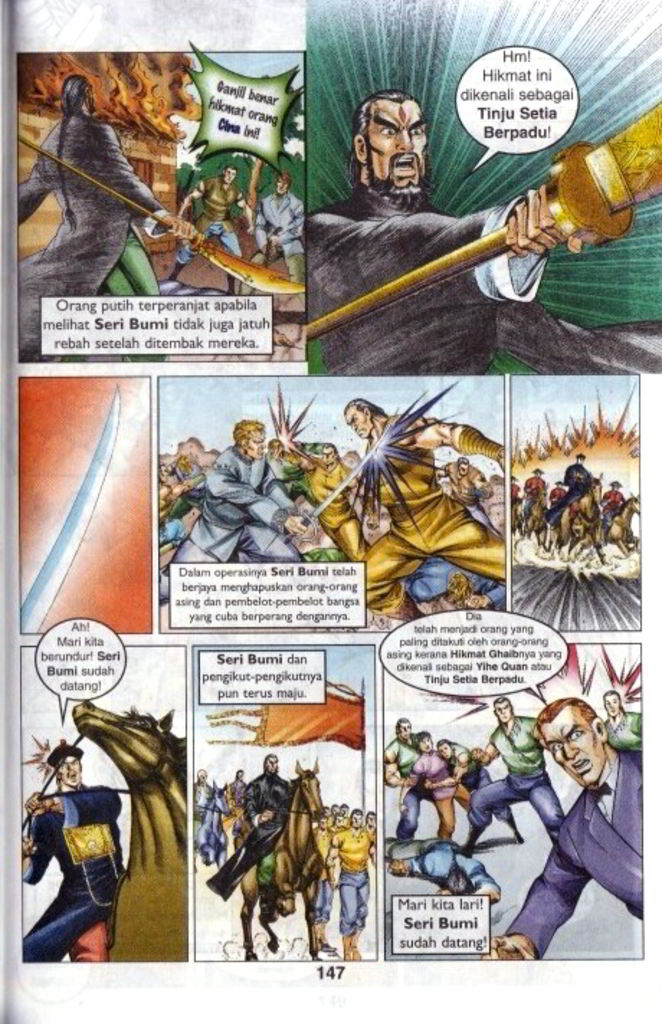 Ganjil benar
hikmat orang
Cina ini!
Hm!
Hikmat ini
dikenali sebagai
Tinju Setia
Berpadu!
Orang putih terperanjat apabila
melihat Seri Bumi tidak juga jatuh
rebah setelah ditembak mereka.
Dalam operasinya Seri Bumi telah
berjaya menghapuskan orang-orang
asing dan pembelot-pembelot bangsa
yang cuba berperang dengannya.
Ah!
Mari kita
berundur! Seri
Bumi sudah
datang!
Seri Bumi dan
pengikut-pengikutnya
pun terus maju.
Dia
telah menjadi orang yang
paling ditakuti oleh orang-orang
asing kerana Hikmat Ghaibnya yang
dikenali sebagai Yihe Quan atau
Tinju Setia Berpadu.
Mari kita lari!
Seri Bumi
sudah datang!
147